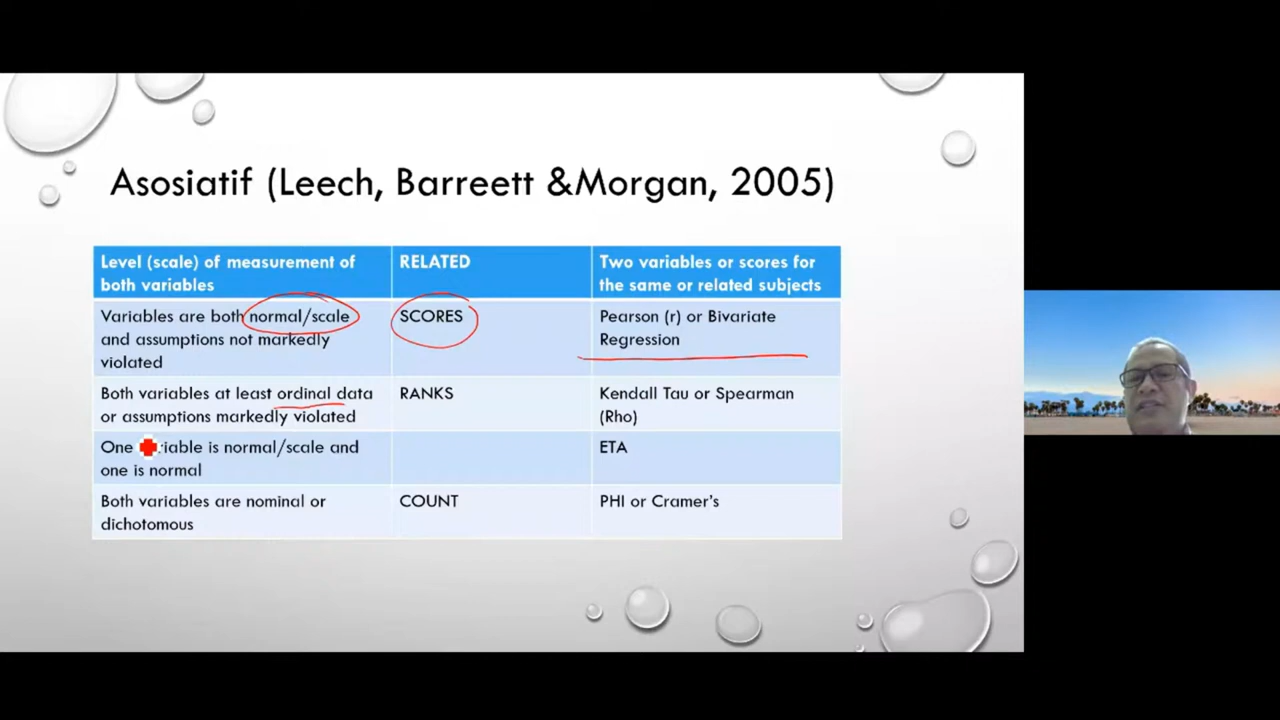 Asosiatif (Leech, Barreett &Morgan, 2005)
Level (scale) of measurement of
both variables
RELATED
Two variables or scores for
the same or related subjects
Variables are both normal/scale
and assumptions not markedly
violated
SCORES
Pearson (r) or Bivariate
Regression
Both variables at least ordinal data
or assumptions markedly violated
RANKS
Kendall Tau or Spearman
(Rho)
One variable is normal/scale and
one is normal
ETA
Both variables are nominal or
dichotomous
COUNT
PHI or Cramer's